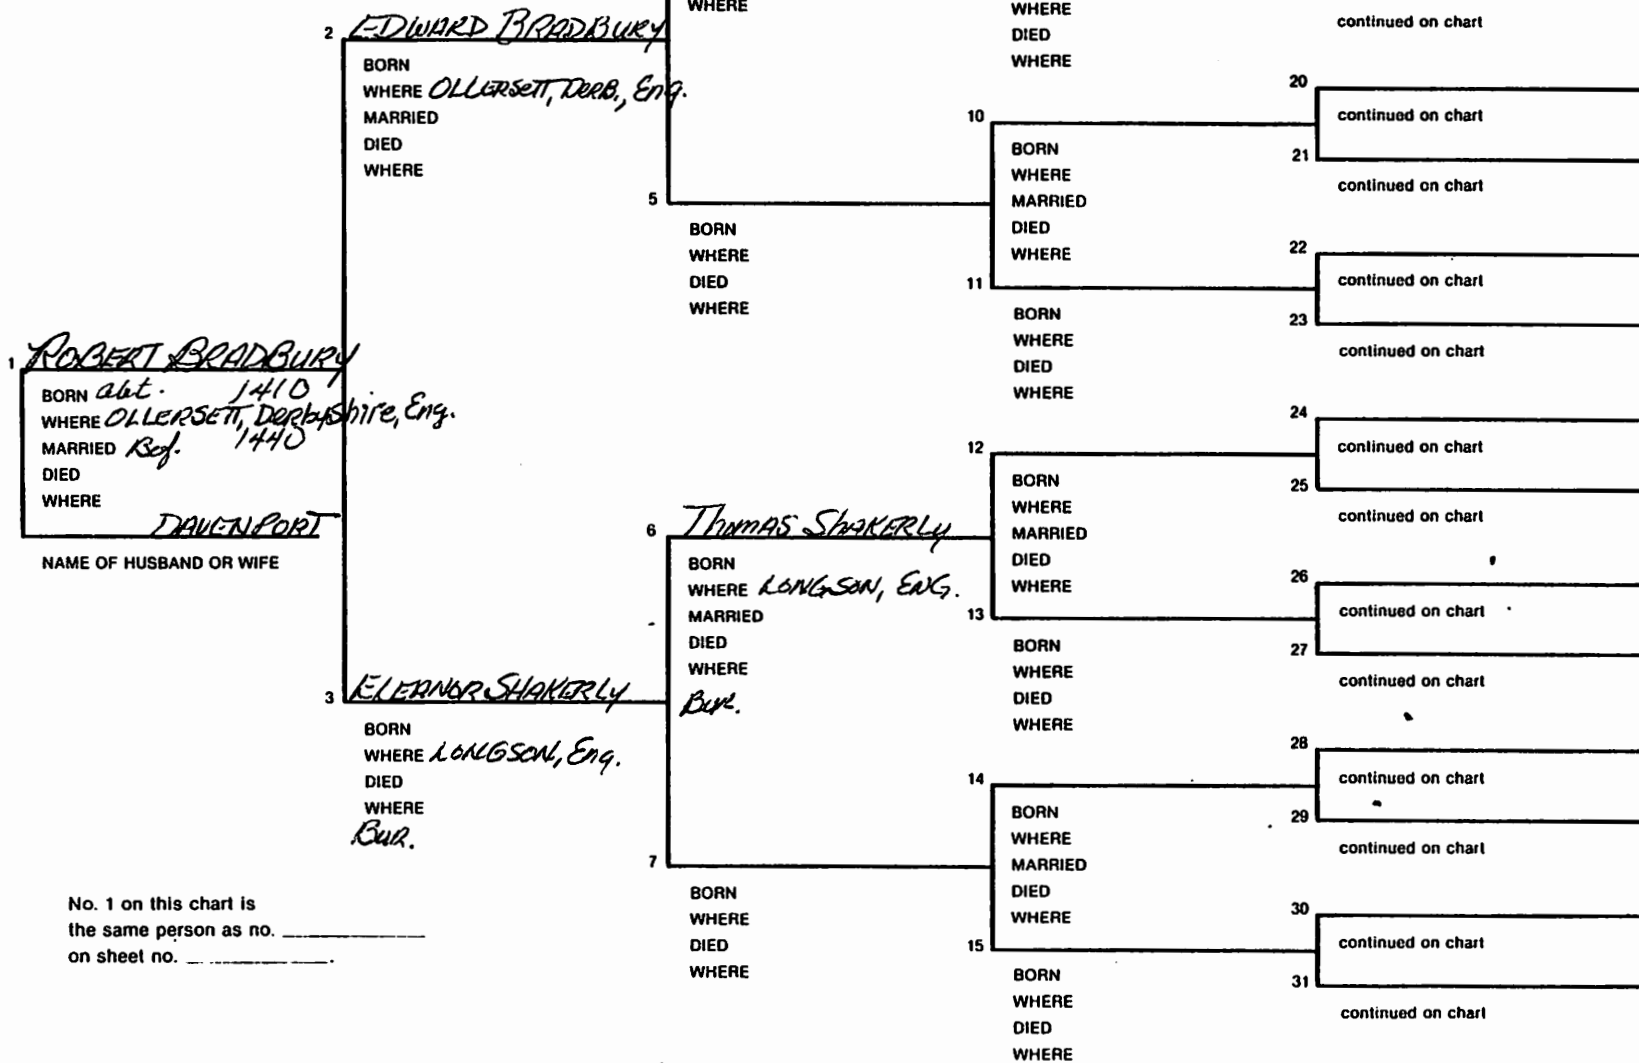 WHERE
2 EDWARD BRADBURY
BORN
WHERE OLLERSETT, DERB., Eng.
MARRIED
DIED
WHERE
1 ROBERT BRADBURY
BORN abt. 1410
WHERE OLLERSETT, Derbyshire, Eng.
MARRIED Bef. 1440
DIED
WHERE
DAVENPORT
NAME OF HUSBAND OR WIFE
3 ELEANOR SHAKERLY
BORN
WHERE LONGSON, Eng.
DIED
WHERE
Bur.
No. 1 on this chart is
the same person as no.
on sheet no. .
5
BORN
WHERE
DIED
WHERE
6 Thomas Shakerly
BORN
WHERE LONGSON, ENG.
MARRIED
DIED
WHERE
Bur.
7
BORN
WHERE
DIED
WHERE
WHERE
DIED
WHERE
10
BORN
WHERE
MARRIED
DIED
WHERE
11
BORN
WHERE
DIED
WHERE
12
BORN
WHERE
MARRIED
DIED
WHERE
13
BORN
WHERE
DIED
WHERE
14
BORN
WHERE
MARRIED
DIED
WHERE
15
BORN
WHERE
DIED
WHERE
continued on chart
20
continued on chart
21
continued on chart
22
continued on chart
23
continued on chart
24
continued on chart
25
continued on chart
26
continued on chart
27
continued on chart
28
continued on chart
29
continued on chart
30
continued on chart
31
continued on chart